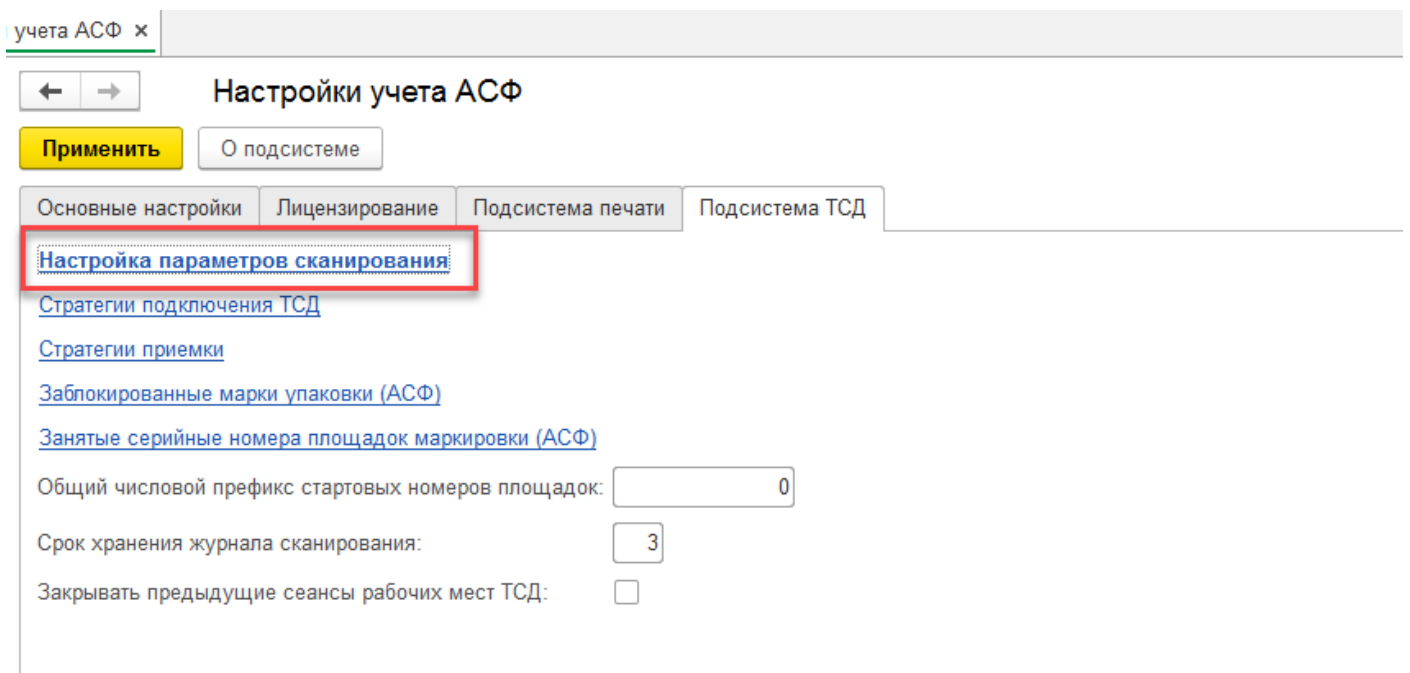 учета АСФ ×
Настройки учета АСФ
Применить О подсистеме
Основные настройки Лицензирование Подсистема печати Подсистема ТСД
Настройка параметров сканирования
Стратегии подключения ТСД
Стратегии приемки
Заблокированные марки упаковки (АСФ)
Занятые серийные номера площадок маркировки (АСФ)
Общий числовой префикс стартовых номеров площадок: 0
Срок хранения журнала сканирования: 3
Закрывать предыдущие сеансы рабочих мест ТСД: